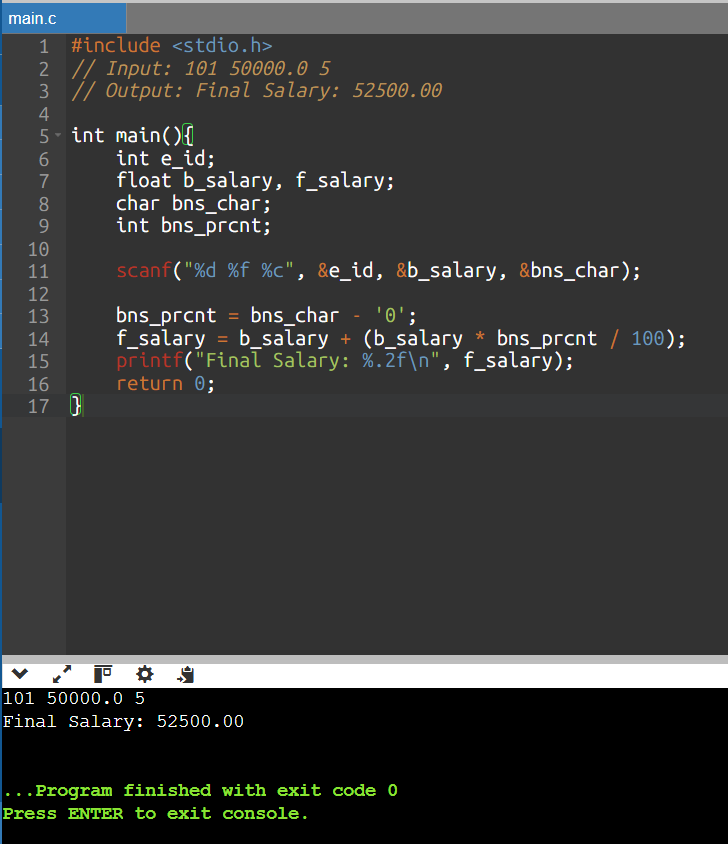 main.c
1 #include <stdio.h>
2 // Input: 101 50000.0 5
3 // Output: Final Salary: 52500.00
4
5 int main(){
6     int e_id;
7     float b_salary, f_salary;
8     char bns_char;
9     int bns_prcnt;
10
11     scanf("%d %f %c", &e_id, &b_salary, &bns_char);
12
13     bns_prcnt = bns_char - '0';
14     f_salary = b_salary + (b_salary * bns_prcnt / 100);
15     printf("Final Salary: %.2f\n", f_salary);
16     return 0;
17 }
101 50000.0 5
Final Salary: 52500.00
...Program finished with exit code 0
Press ENTER to exit console.